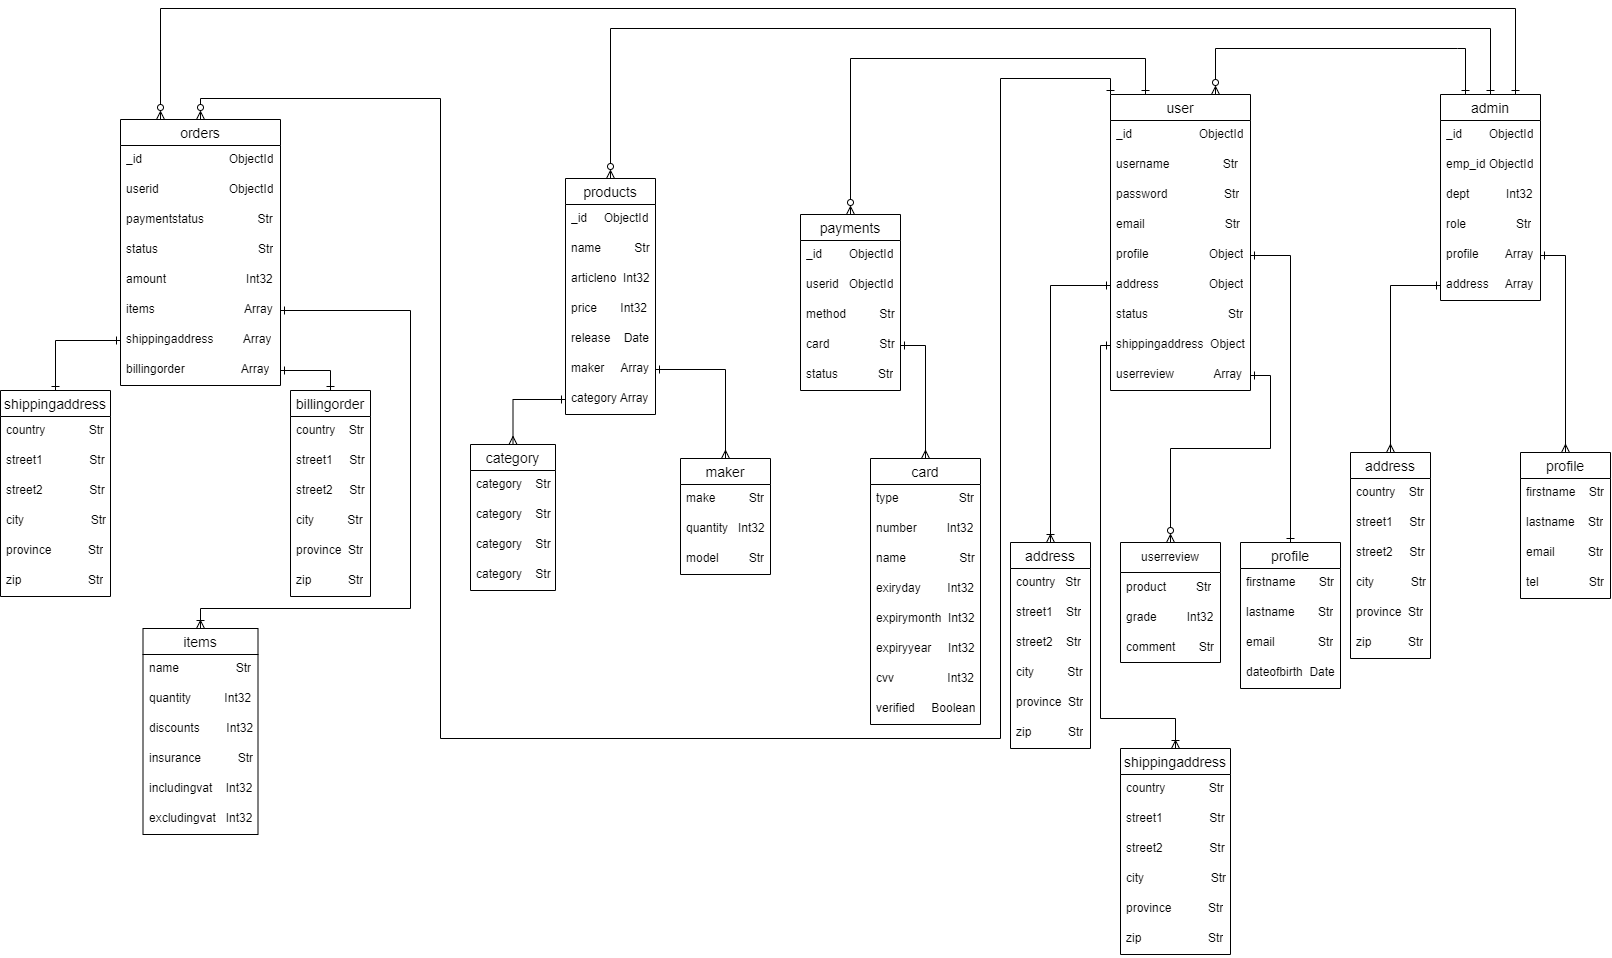 orders
_id ObjectId
userid ObjectId
paymentstatus Str
status Str
amount Int32
items Array
shippingaddress Array
billingorder Array
shippingaddress
country Str
street1 Str
street2 Str
city Str
province Str
zip Str
billingorder
country Str
street1 Str
street2 Str
city Str
province Str
zip Str
items
name Str
quantity Int32
discounts Int32
insurance Str
includingvat Int32
excludingvat Int32
products
_id ObjectId
name Str
articleno Int32
price Int32
release Date
maker Array
category Array
category
category Str
category Str
category Str
category Str
maker
make Str
quantity Int32
model Str
payments
_id ObjectId
userid ObjectId
method Str
card Str
status Str
card
type Str
number Int32
name Str
exiryday Int32
expirymonth Int32
expiryyear Int32
cvv Int32
verified Boolean
user
_id ObjectId
username Str
password Str
email Str
profile Object
address Object
status Str
shippingaddress Object
userreview Array
address
country Str
street1 Str
street2 Str
city Str
province Str
zip Str
userreview
product Str
grade Int32
comment Str
profile
firstname Str
lastname Str
email Str
dateofbirth Date
shippingaddress
country Str
street1 Str
street2 Str
city Str
province Str
zip Str
admin
_id ObjectId
emp_id ObjectId
dept Int32
role Str
profile Array
address Array
address
country Str
street1 Str
street2 Str
city Str
province Str
zip Str
profile
firstname Str
lastname Str
email Str
tel Str